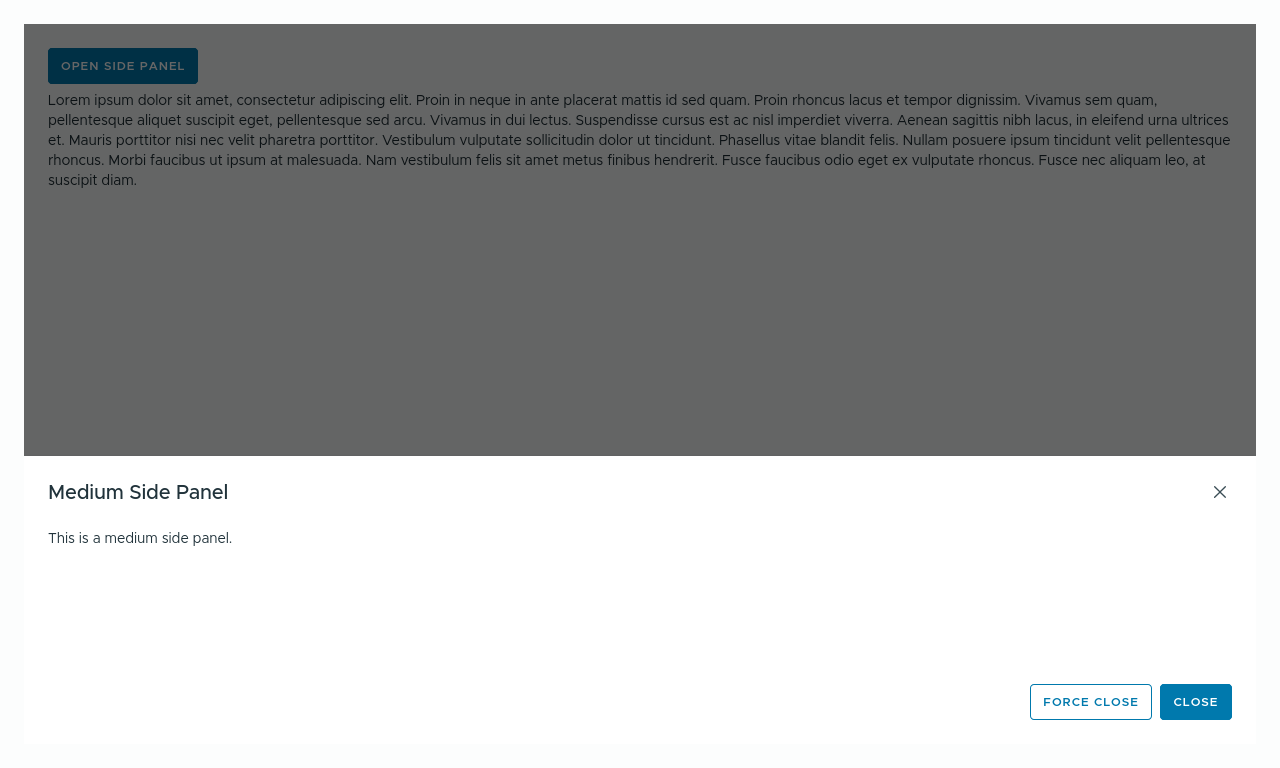 OPEN SIDE PANEL
Lorem ipsum dolor sit amet, consectetur adipiscing elit. Proin in neque in ante placerat mattis id sed quam. Proin rhoncus lacus et tempor dignissim. Vivamus sem quam,
pellentesque aliquet suscipit eget, pellentesque sed arcu. Vivamus in dui lectus. Suspendisse cursus est ac nisl imperdiet viverra. Aenean sagittis nibh lacus, in eleifend urna ultrices
et. Mauris porttitor nisi nec velit pharetra porttitor. Vestibulum vulputate sollicitudin dolor ut tincidunt. Phasellus vitae blandit felis. Nullam posuere ipsum tincidunt velit pellentesque
rhoncus. Morbi faucibus ut ipsum at malesuada. Nam vestibulum felis sit amet metus finibus hendrerit. Fusce faucibus odio eget ex vulputate rhoncus. Fusce nec aliquam leo, at
suscipit diam.
Medium Side Panel
This is a medium side panel.
FORCE CLOSE
CLOSE